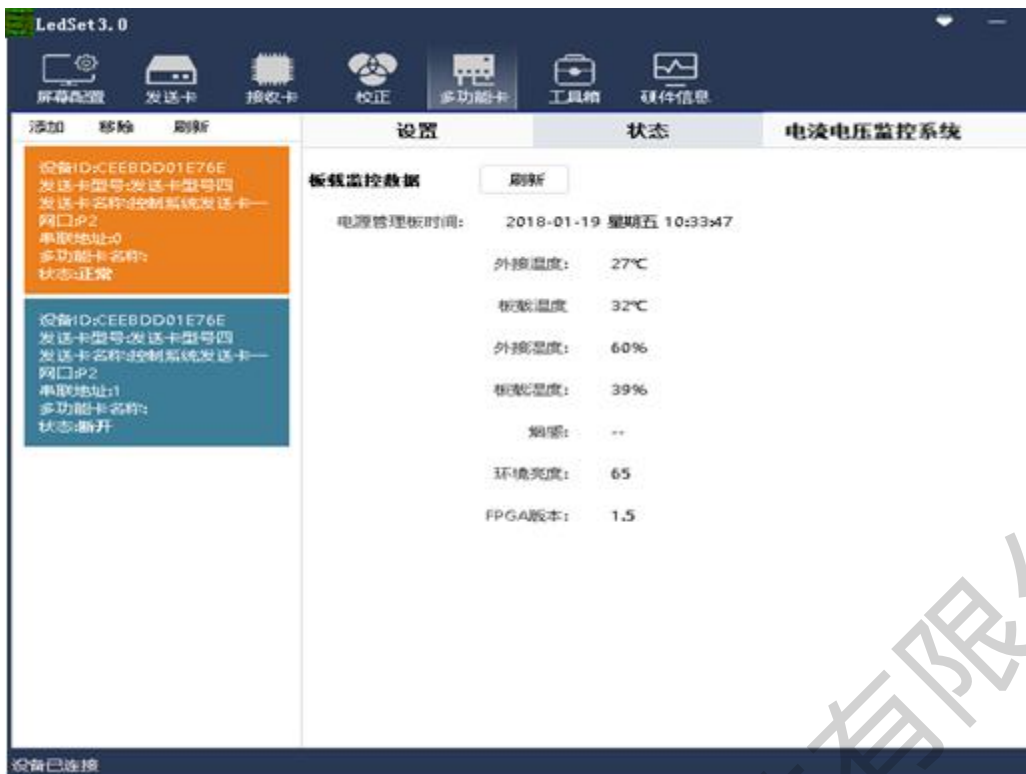 LedSet3.0
屏幕配置 发送卡 接收卡 校正 多功能卡 工具箱 硬件信息
添加 移除 刷新
设置 状态 电流电压监控系统
设备ID:CEEBDD01E76E
发送卡型号:发送卡型号四
发送卡名称:控制系统发送卡一
网口:P2
串联地址:0
多功能卡名称:
状态:正常
设备ID:CEEBDD01E76E
发送卡型号:发送卡型号四
发送卡名称:控制系统发送卡一
网口:P2
串联地址:1
多功能卡名称:
状态:断开
板载监控数据 刷新
电源管理板时间: 2018-01-19 星期五 10:33:47
外接温度: 27℃
板载温度 32℃
外接湿度: 60%
板载湿度: 39%
烟感: --
环境亮度: 65
FPGA版本: 1.5
有限
设备已连接